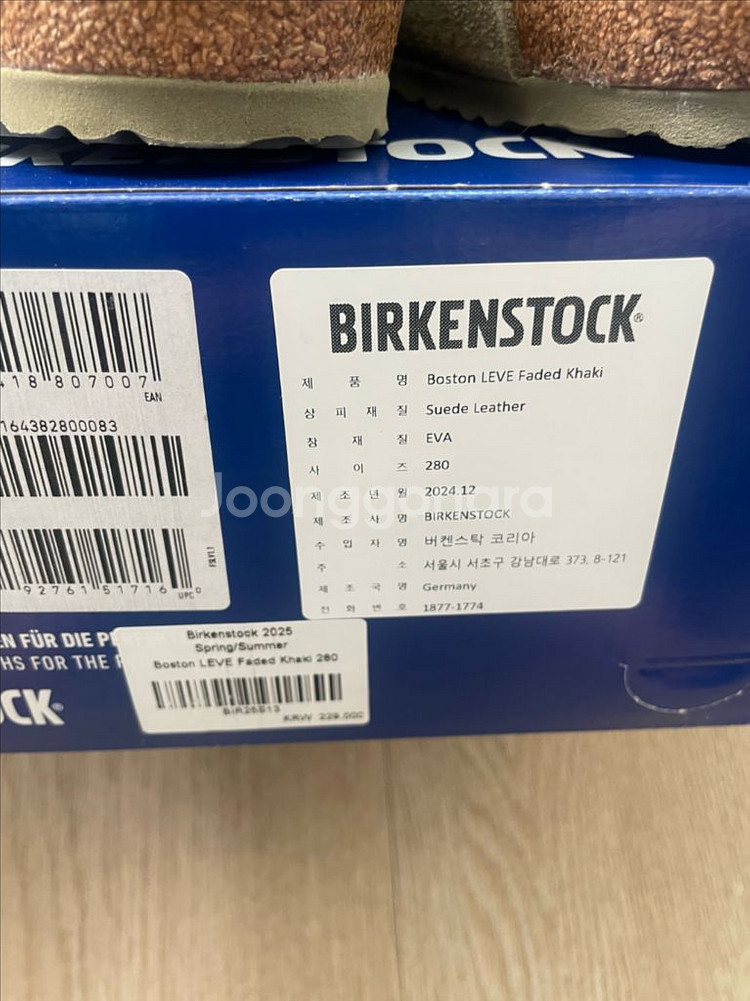 BIRKENSTOCK
418 807007
EAN
164382800083
92761 51716
UPC 0
BIRKENSTOCK®
제 품 명 Boston LEVE Faded Khaki
상 피 재 질 Suede Leather
창 재 질 EVA
사 이 즈 280
제 조 년 월 2024.12
제 조 사 명 BIRKENSTOCK
수 입 자 명 버켄스탁 코리아
주 소 서울시 서초구 강남대로 373, 8-121
제 조 국 명 Germany
전 화 번 호 1877-1774
Joonggonara
N FÜR DIE
HS FOR THE
CK
Birkenstock 2025
Spring/Summer
Boston LEVE Faded Khaki 280
BIR26813
KRW 229.000